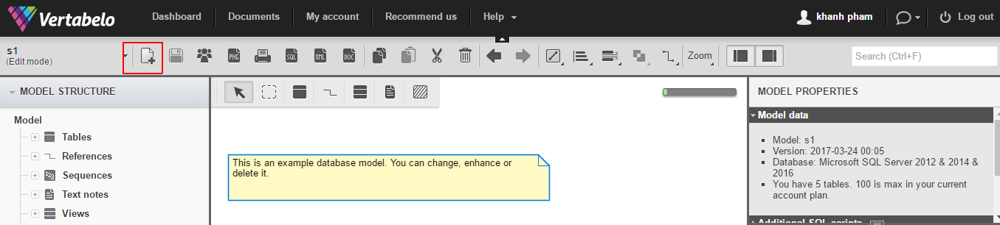 Vertabelo Dashboard Documents My account Recommend us Help khanh pham Log out
s1
(Edit mode)
PNG SQL XML DOC Zoom Search (Ctrl+F)
MODEL STRUCTURE
Model
Tables
References
123 Sequences
Text notes
Views
This is an example database model. You can change, enhance or
delete it.
MODEL PROPERTIES
Model data
Model: s1
Version: 2017-03-24 00:05
Database: Microsoft SQL Server 2012 & 2014 &
2016
You have 5 tables. 100 is max in your current
account plan.
Additional SQL scripts